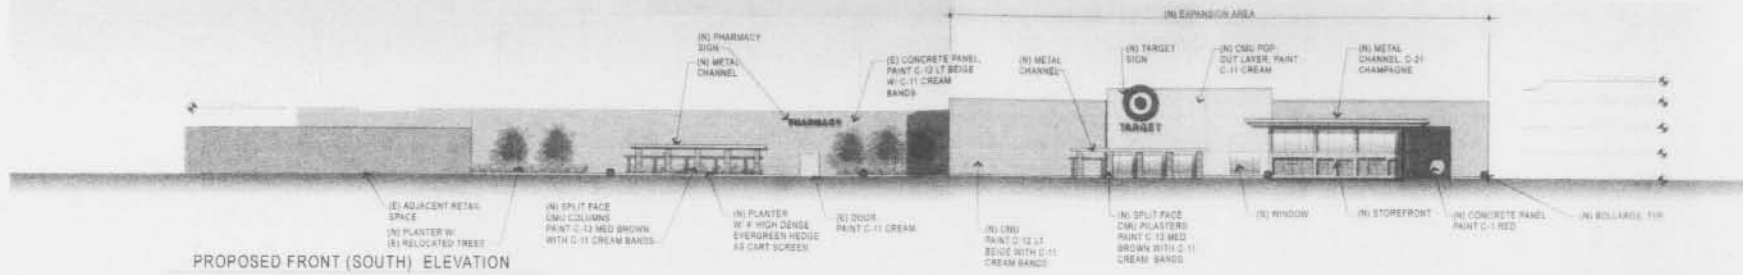 (N) EXPANSION AREA
(N) PHARMACY
SIGN
(N) METAL
CHANNEL
(E) CONCRETE PANEL,
PAINT C-12 LT BEIGE
W/ C-11 CREAM
BANDS
(N) METAL
CHANNEL
(N) TARGET
SIGN
(N) CMU POP-
OUT LAYER, PAINT
C-11 CREAM
(N) METAL
CHANNEL, C-21
CHAMPAGNE
PHARMACY
TARGET
(E) ADJACENT RETAIL
SPACE
(N) PLANTER W/
(E) RELOCATED TREES
(N) SPLIT FACE
CMU COLUMNS
PAINT C-13 MED BROWN
WITH C-11 CREAM BANDS
(N) PLANTER
W/ 4' HIGH DENSE
EVERGREEN HEDGE
AS CART SCREEN
(E) DOOR
PAINT C-11 CREAM
(N) CMU
PAINT C-12 LT
BEIGE WITH C-11
CREAM BANDS
(N) SPLIT FACE
CMU PILASTERS
PAINT C-13 MED
BROWN WITH C-11
CREAM BANDS
(N) WINDOW
(N) STOREFRONT
(N) CONCRETE PANEL
PAINT C-1 RED
(N) BOLLARDS, TYP.
PROPOSED FRONT (SOUTH) ELEVATION